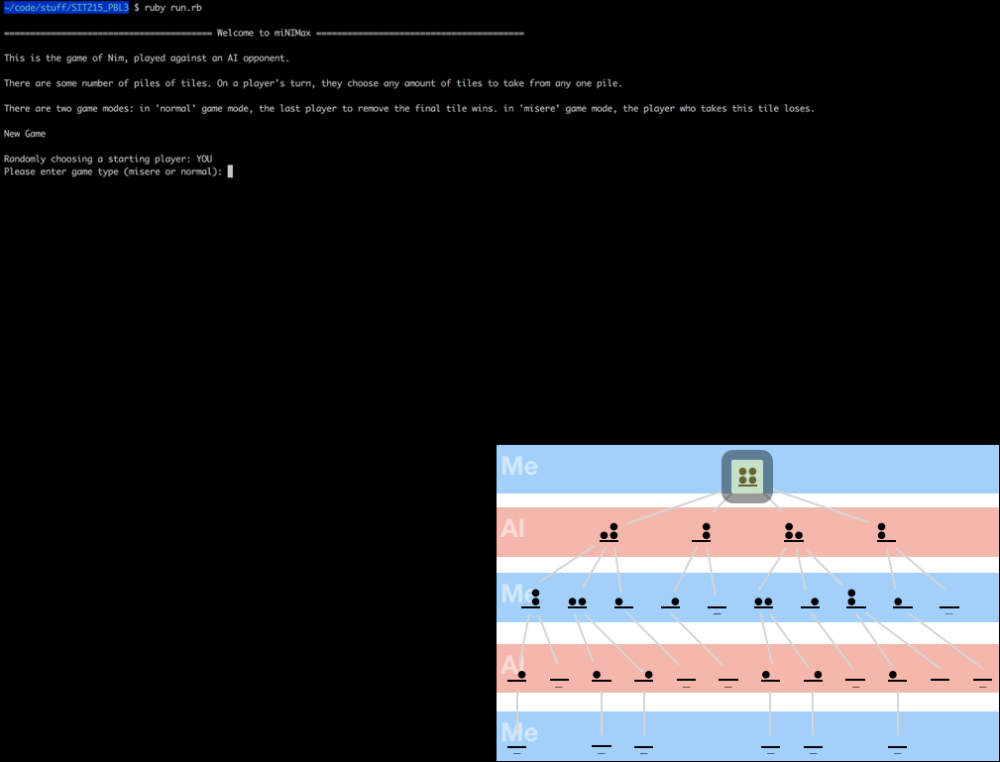 ~/code/stuff/SIT215_PBL3 $ ruby run.rb
======================================== Welcome to miNIMax ========================================
This is the game of Nim, played against an AI opponent.
There are some number of piles of tiles. On a player's turn, they choose any amount of tiles to take from any one pile.
There are two game modes: in 'normal' game mode, the last player to remove the final tile wins. in 'misere' game mode, the player who takes this tile loses.
New Game
Randomly choosing a starting player: YOU
Please enter game type (misere or normal):
Me
AI
Me
AI
Me